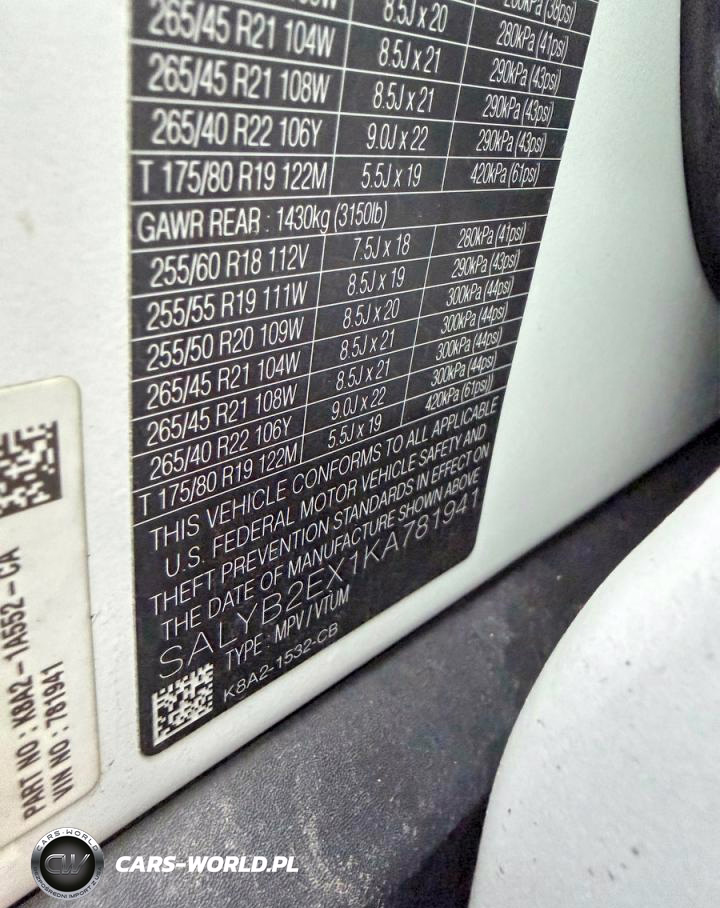 8.5J x 20
265/45 R21 104W 8.5J x 21 280kPa (41psi)
265/45 R21 108W 8.5J x 21 290kPa (43psi)
265/40 R22 106Y 9.0J x 22 290kPa (43psi)
T 175/80 R19 122M 5.5J x 19 420kPa (61psi)
GAWR REAR : 1430kg (3150lb)
255/60 R18 112V 7.5J x 18 280kPa (41psi)
255/55 R19 111W 8.5J x 19 290kPa (43psi)
255/50 R20 109W 8.5J x 20 300kPa (44psi)
265/45 R21 104W 8.5J x 21 300kPa (44psi)
265/45 R21 108W 8.5J x 21 300kPa (44psi)
265/40 R22 106Y 9.0J x 22 300kPa (44psi)
T 175/80 R19 122M 5.5J x 19 420kPa (61psi)
THIS VEHICLE CONFORMS TO ALL APPLICABLE
U.S. FEDERAL MOTOR VEHICLE SAFETY AND
THEFT PREVENTION STANDARDS IN EFFECT ON
THE DATE OF MANUFACTURE SHOWN ABOVE
SALYB2EX1KA781941
TYPE : MPV / VTUM
K8A2-1532-CB
PART NO : K8A2-1A552-CA
VIN NO : 781941
CARS-WORLD
CW
CARS-WORLD.PL